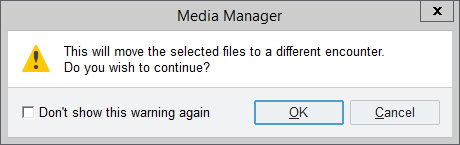 Media Manager
x
This will move the selected files to a different encounter.
Do you wish to continue?
Don't show this warning again
OK
Cancel